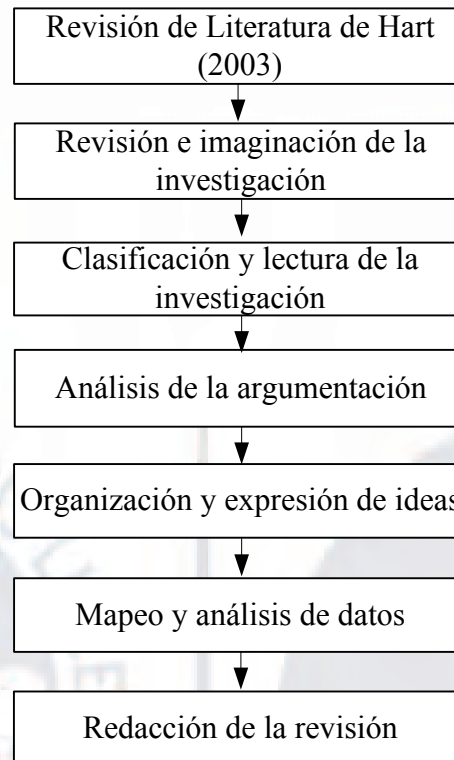 Revisión de Literatura de Hart
(2003)
Revisión e imaginación de la
investigación
Clasificación y lectura de la
investigación
Análisis de la argumentación
Organización y expresión de ideas
Mapeo y análisis de datos
Redacción de la revisión